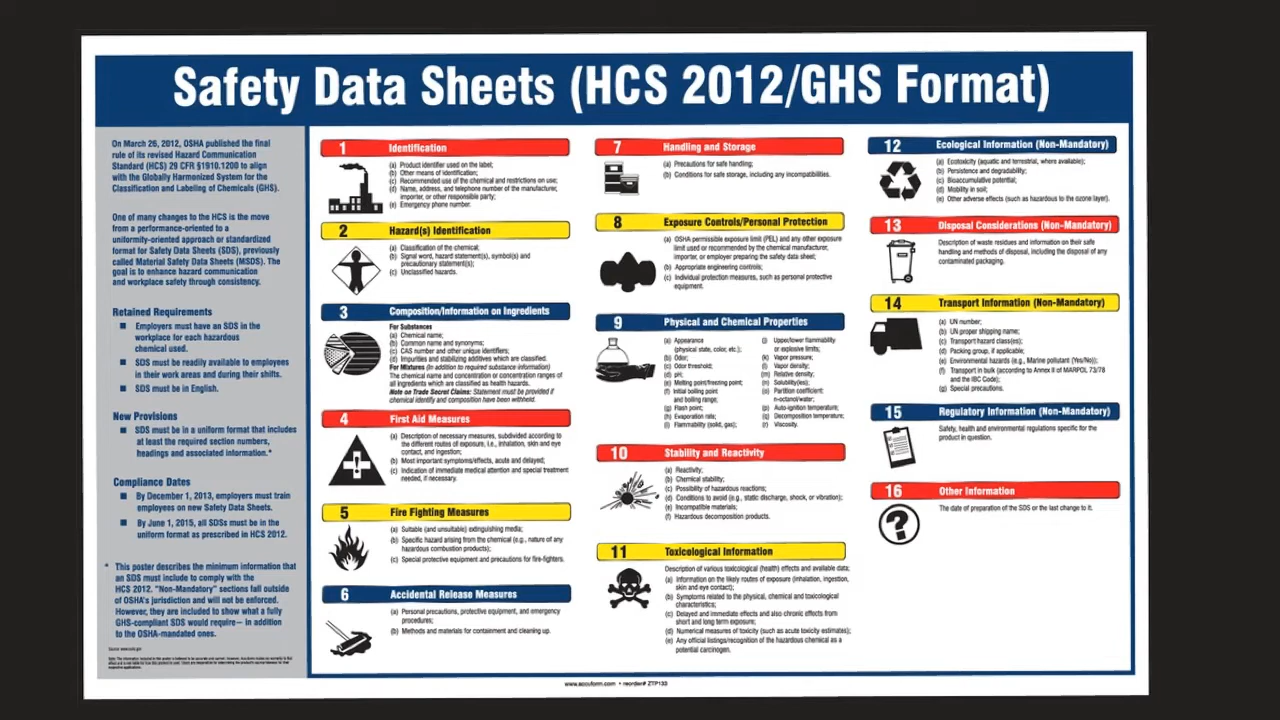 Safety Data Sheets (HCS 2012/GHS Format)
On March 26, 2012, OSHA published the final
rule of its revised Hazard Communication
Standard (HCS) 29 CFR §1910.1200 to align
with the Globally Harmonized System for the
Classification and Labeling of Chemicals (GHS).
One of many changes to the HCS is the move
from a performance-oriented to a
uniformity-oriented approach or standardized
format for Safety Data Sheets (SDS), previously
called Material Safety Data Sheets (MSDS). The
goal is to enhance hazard communication
and workplace safety through consistency.
Retained Requirements
■ Employers must have an SDS in the
workplace for each hazardous
chemical used.
■ SDS must be readily available to employees
in their work areas and during their shifts.
■ SDS must be in English.
New Provisions
■ SDS must be in a uniform format that includes
at least the required section numbers,
headings and associated information.*
Compliance Dates
■ By December 1, 2013, employers must train
employees on new Safety Data Sheets.
■ By June 1, 2015, all SDSs must be in the
uniform format as prescribed in HCS 2012.
* This poster describes the minimum information that
an SDS must include to comply with the
HCS 2012. "Non-Mandatory" sections fall outside
of OSHA's jurisdiction and will not be enforced.
However, they are included to show what a fully
GHS-compliant SDS would require— in addition
to the OSHA-mandated ones.
1 Identification
(a) Product identifier used on the label;
(b) Other means of identification;
(c) Recommended use of the chemical and restrictions on use;
(d) Name, address, and telephone number of the manufacturer,
importer, or other responsible party;
(e) Emergency phone number.
2 Hazard(s) Identification
(a) Classification of the chemical;
(b) Signal word, hazard statement(s), symbol(s) and
precautionary statement(s);
(c) Unclassified hazards.
3 Composition/Information on Ingredients
For Substances
(a) Chemical name;
(b) Common name and synonyms;
(c) CAS number and other unique identifiers;
(d) Impurities and stabilizing additives which are classified.
For Mixtures (in addition to required substance information)
The chemical name and concentration or concentration ranges of
all ingredients which are classified as health hazards.
Note on Trade Secret Claims: Statement must be provided if
chemical identify and composition have been withheld.
4 First Aid Measures
(a) Description of necessary measures, subdivided according to
the different routes of exposure, i.e., inhalation, skin and eye
contact, and ingestion;
(b) Most important symptoms/effects, acute and delayed;
(c) Indication of immediate medical attention and special treatment
needed, if necessary.
5 Fire Fighting Measures
(a) Suitable (and unsuitable) extinguishing media;
(b) Specific hazard arising from the chemical (e.g., nature of any
hazardous combustion products);
(c) Special protective equipment and precautions for fire-fighters.
6 Accidental Release Measures
(a) Personal precautions, protective equipment, and emergency
procedures;
(b) Methods and materials for containment and cleaning up.
7 Handling and Storage
(a) Precautions for safe handling;
(b) Conditions for safe storage, including any incompatibilities.
8 Exposure Controls/Personal Protection
(a) OSHA permissible exposure limit (PEL) and any other exposure
limit used or recommended by the chemical manufacturer,
importer, or employer preparing the safety data sheet;
(b) Appropriate engineering controls;
(c) Individual protection measures, such as personal protective
equipment.
9 Physical and Chemical Properties
(a) Appearance
(physical state, color, etc.);
(b) Odor;
(c) Odor threshold;
(d) pH;
(e) Melting point/freezing point;
(f) Initial boiling point
and boiling range;
(g) Flash point;
(h) Evaporation rate;
(i) Flammability (solid, gas);
(j) Upper/lower flammability
or explosive limits;
(k) Vapor pressure;
(l) Vapor density;
(m) Relative density;
(n) Solubility(ies);
(o) Partition coefficient:
n-octanol/water;
(p) Auto-ignition temperature;
(q) Decomposition temperature;
(r) Viscosity.
10 Stability and Reactivity
(a) Reactivity;
(b) Chemical stability;
(c) Possibility of hazardous reactions;
(d) Conditions to avoid (e.g., static discharge, shock, or vibration);
(e) Incompatible materials;
(f) Hazardous decomposition products.
11 Toxicological Information
Description of various toxicological (health) effects and available data;
(a) Information on the likely routes of exposure (inhalation, ingestion,
skin and eye contact);
(b) Symptoms related to the physical, chemical and toxicological
characteristics;
(c) Delayed and immediate effects and also chronic effects from
short and long term exposure;
(d) Numerical measures of toxicity (such as acute toxicity estimates);
(e) Any official listings/recognition of the hazardous chemical as a
potential carcinogen.
12 Ecological Information (Non-Mandatory)
(a) Ecotoxicity (aquatic and terrestrial, where available);
(b) Persistence and degradability;
(c) Bioaccumulative potential;
(d) Mobility in soil;
(e) Other adverse effects (such as hazardous to the ozone layer).
13 Disposal Considerations (Non-Mandatory)
Description of waste residues and information on their safe
handling and methods of disposal, including the disposal of any
contaminated packaging.
14 Transport Information (Non-Mandatory)
(a) UN number;
(b) UN proper shipping name;
(c) Transport hazard class(es);
(d) Packing group, if applicable;
(e) Environmental hazards (e.g., Marine pollutant (Yes/No));
(f) Transport in bulk (according to Annex II of MARPOL 73/78
and the IBC Code);
(g) Special precautions.
15 Regulatory Information (Non-Mandatory)
Safety, health and environmental regulations specific for the
product in question.
16 Other Information
The date of preparation of the SDS or the last change to it.
www.accuform.com • reorder# ZTP133